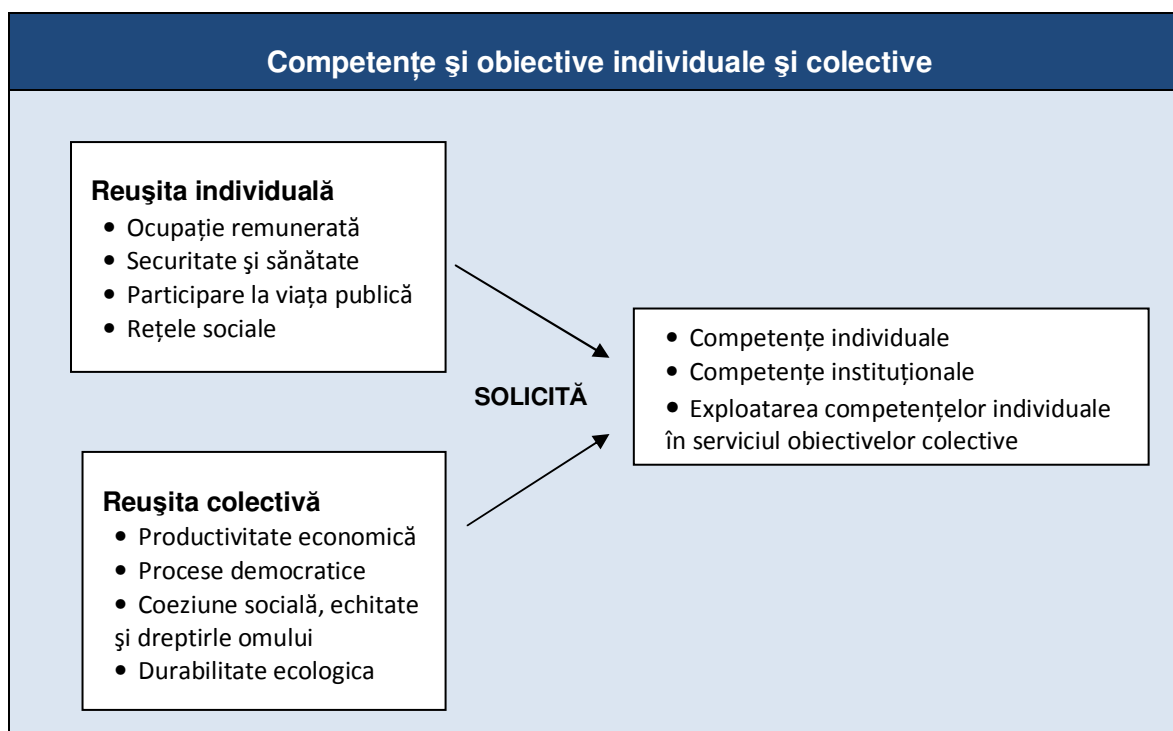 Competențe şi obiective individuale şi colective
Reuşita individuală
• Ocupație remunerată
• Securitate şi sănătate
• Participare la viața publică
• Rețele sociale
SOLICITĂ
• Competențe individuale
• Competențe instituționale
• Exploatarea competențelor individuale
în serviciul obiectivelor colective
Reuşita colectivă
• Productivitate economică
• Procese democratice
• Coeziune socială, echitate
şi dreptirle omului
• Durabilitate ecologica